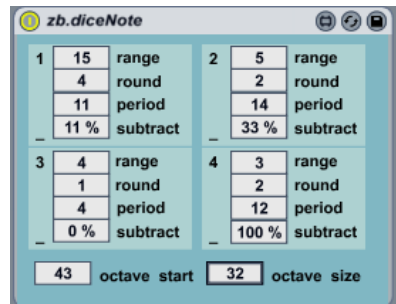 zb.diceNote
1 15 range 2 5 range
4 round 2 round
11 period 14 period
_ 11 % subtract _ 33 % subtract
3 4 range 4 3 range
1 round 2 round
4 period 12 period
_ 0 % subtract _ 100 % subtract
43 octave start 32 octave size